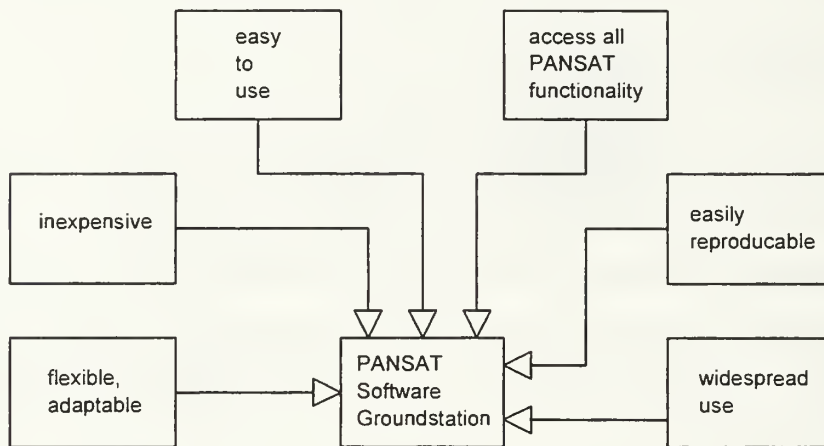 easy
to
use
access all
PANSAT
functionality
inexpensive
easily
reproducable
flexible,
adaptable
PANSAT
Software
Groundstation
widespread
use